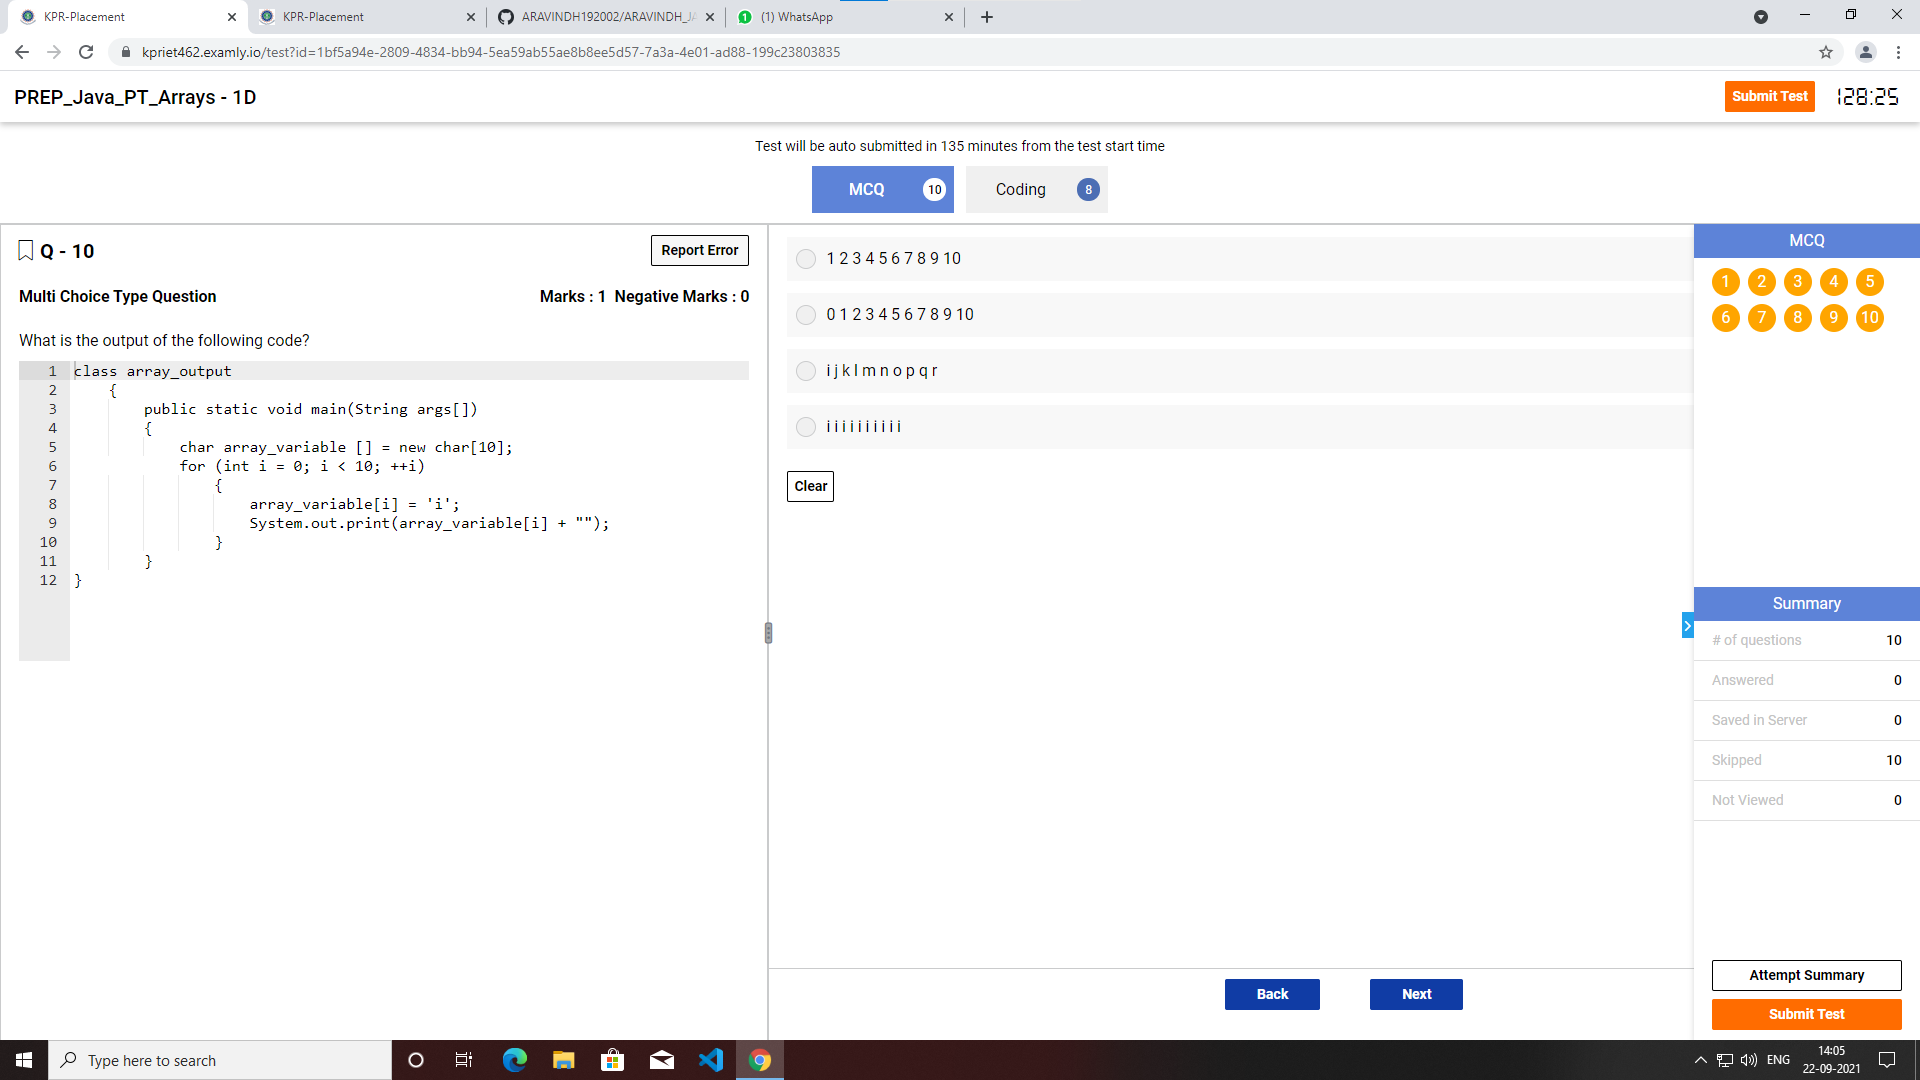 KPR-Placement
KPR-Placement
ARAVINDH192002/ARAVINDH_JA
1 (1) WhatsApp
kpriet462.examly.io/test?id=1bf5a94e-2809-4834-bb94-5ea59ab55ae8b8ee5d57-7a3a-4e01-ad88-199c23803835
PREP_Java_PT_Arrays - 1D
Submit Test
128:25
Test will be auto submitted in 135 minutes from the test start time
MCQ 10
Coding 8
Q - 10
Report Error
Multi Choice Type Question
Marks : 1 Negative Marks : 0
What is the output of the following code?
1 class array_output
2 {
3 public static void main(String args[])
4 {
5 char array_variable [] = new char[10];
6 for (int i = 0; i < 10; ++i)
7 {
8 array_variable[i] = 'i';
9 System.out.print(array_variable[i] + "");
10 }
11 }
12 }
1 2 3 4 5 6 7 8 9 10
0 1 2 3 4 5 6 7 8 9 10
i j k l m n o p q r
i i i i i i i i i i
Clear
Back
Next
MCQ
1 2 3 4 5
6 7 8 9 10
Summary
# of questions 10
Answered 0
Saved in Server 0
Skipped 10
Not Viewed 0
Attempt Summary
Submit Test
Type here to search
ENG
14:05
22-09-2021